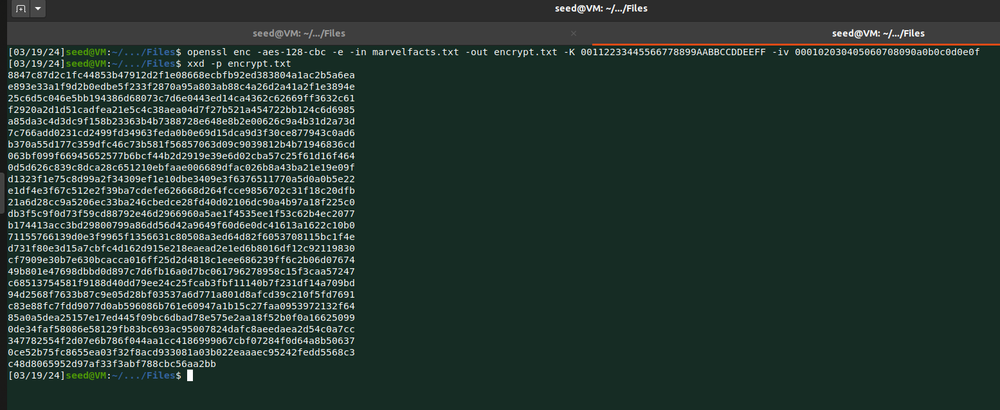 seed@VM: ~/.../Files
seed@VM: ~/.../Files × seed@VM: ~/.../Files
[03/19/24]seed@VM:~/.../Files$ openssl enc -aes-128-cbc -e -in marvelfacts.txt -out encrypt.txt -K 00112233445566778899AABBCCDDEEFF -iv 000102030405060708090a0b0c0d0e0f
[03/19/24]seed@VM:~/.../Files$ xxd -p encrypt.txt
8847c87d2c1fc44853b47912d2f1e08668ecbfb92ed383804a1ac2b5a6ea
e893e33a1f9d2b0edbe5f233f2870a95a803ab88c4a26d2a41a2f1e3894e
25c6d5c046e5bb194386d68073c7d6e0443ed14ca4362c62669ff3632c61
f2920a2d1d51cadfea21e5c4c38aea04d7f27b521a454722bb124c6d6985
a85da3c4d3dc9f158b23363b4b7388728e648e8b2e00626c9a4b31d2a73d
7c766add0231cd2499fd34963feda0b0e69d15dca9d3f30ce877943c0ad6
b370a55d177c359dfc46c73b581f56857063d09c9039812b4b71946836cd
063bf099f66945652577b6bcf44b2d2919e39e6d02cba57c25f61d16f464
0d5d626c839c8dca28c651210ebfaae006689dfac026b8a43ba21e19e09f
d1323f1e75c8d99a2f34309ef1e10dbe3409e3f6376511770a5d0a0b5e22
e1df4e3f67c512e2f39ba7cdefe626668d264fcce9856702c31f18c20dfb
21a6d28cc9a5206ec33ba246cbedce28fd40d02106dc90a4b97a18f225c0
db3f5c9f0d73f59cd88792e46d2966960a5ae1f4535ee1f53c62b4ec2077
b174413acc3bd29800799a86dd56d42a9649f60d6e0dc41613a1622c10b0
71155766139d0e3f9965f1356631c80508a3ed64d82f6053708115bc1f4e
d731f80e3d15a7cbfc4d162d915e218eaead2e1ed6b8016df12c92119830
cf7909e30b7e630bcacca016ff25d2d4818c1eee686239ff6c2b06d07674
49b801e47698dbbd0d897c7d6fb16a0d7bc061796278958c15f3caa57247
c68513754581f9188d40dd79ee24c25fcab3fbf11140b7f231df14a709bd
94d2568f7633b87c9e05d28bf03537a6d771a801d8afcd39c210f5fd7691
c83e88fc7fdd9077d0ab596086b761e60947a1b15c27faa0953972132f64
85a0a5dea25157e17ed445f09bc6dbad78e575e2aa18f52b0f0a16625099
0de34faf58086e58129fb83bc693ac95007824dafc8aeedaea2d54c0a7cc
347782554f2d07e6b786f044aa1cc4186999067cbf07284f0d64a8b50637
0ce52b75fc8655ea03f32f8acd933081a03b022eaaaec95242fedd5568c3
c48d8065952d97af33f3abf788cbc56aa2bb
[03/19/24]seed@VM:~/.../Files$